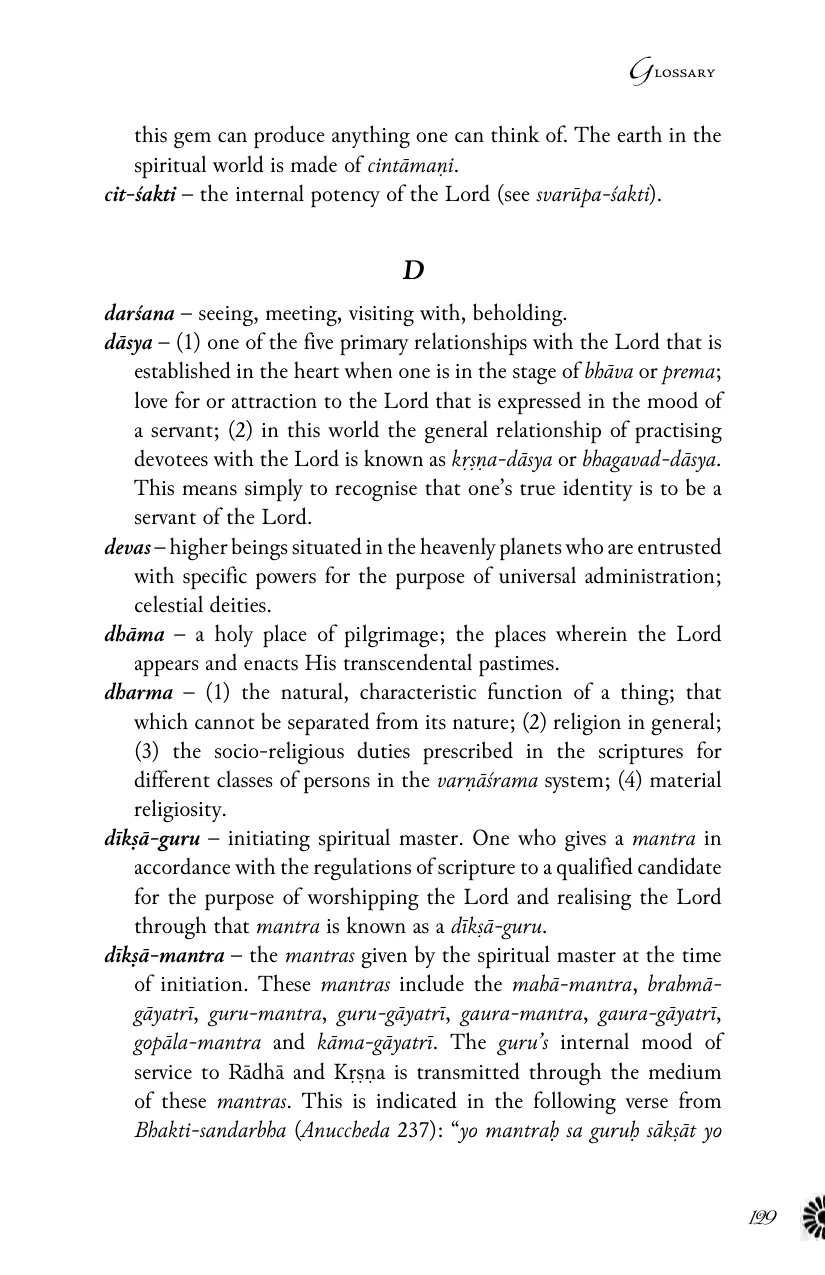 Glossary
this gem can produce anything one can think of. The earth in the
spiritual world is made of cintāmaṇi.
cit-śakti – the internal potency of the Lord (see svarūpa-śakti).
D
darśana – seeing, meeting, visiting with, beholding.
dāsya – (1) one of the five primary relationships with the Lord that is
established in the heart when one is in the stage of bhāva or prema;
love for or attraction to the Lord that is expressed in the mood of
a servant; (2) in this world the general relationship of practising
devotees with the Lord is known as kṛṣṇa-dāsya or bhagavad-dāsya.
This means simply to recognise that one’s true identity is to be a
servant of the Lord.
devas – higher beings situated in the heavenly planets who are entrusted
with specific powers for the purpose of universal administration;
celestial deities.
dhāma – a holy place of pilgrimage; the places wherein the Lord
appears and enacts His transcendental pastimes.
dharma – (1) the natural, characteristic function of a thing; that
which cannot be separated from its nature; (2) religion in general;
(3) the socio-religious duties prescribed in the scriptures for
different classes of persons in the varṇāśrama system; (4) material
religiosity.
dīkṣā-guru – initiating spiritual master. One who gives a mantra in
accordance with the regulations of scripture to a qualified candidate
for the purpose of worshipping the Lord and realising the Lord
through that mantra is known as a dīkṣā-guru.
dīkṣā-mantra – the mantras given by the spiritual master at the time
of initiation. These mantras include the mahā-mantra, brahmā-
gāyatrī, guru-mantra, guru-gāyatrī, gaura-mantra, gaura-gāyatrī,
gopāla-mantra and kāma-gāyatrī. The guru’s internal mood of
service to Rādhā and Kṛṣṇa is transmitted through the medium
of these mantras. This is indicated in the following verse from
Bhakti-sandarbha (Anuccheda 237): “yo mantraḥ sa guruḥ sākṣāt yo
129